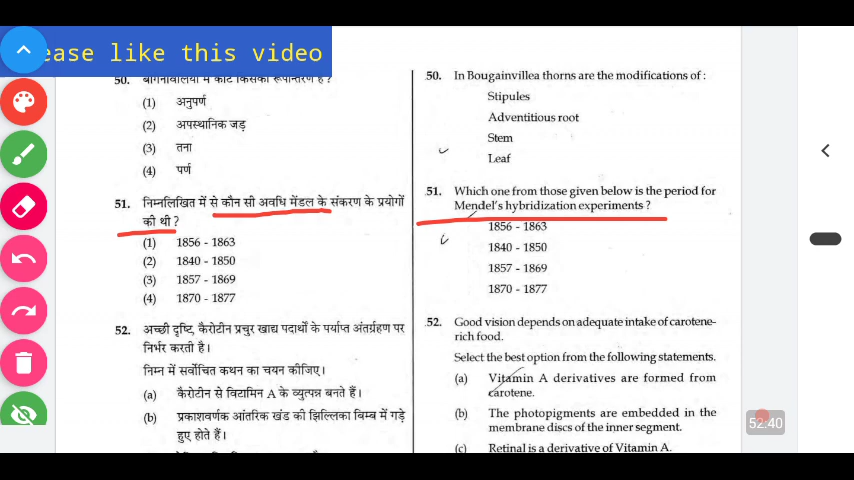 ease like this video
50. बोगेनविलिया में काँटे किसका रूपान्तरण है?
(1) अनुपर्ण
(2) अपस्थानिक जड़
(3) तना
(4) पर्ण
51. निम्नलिखित में से कौन सी अवधि मेंडल के संकरण के प्रयोगों
की थी?
(1) 1856 - 1863
(2) 1840 - 1850
(3) 1857 - 1869
(4) 1870 - 1877
52. अच्छी दृष्टि, कैरोटीन प्रचुर खाद्य पदार्थों के पर्याप्त अंतर्ग्रहण पर
निर्भर करती है।
निम्न में सर्वोचित कथन का चयन कीजिए।
(a) कैरोटीन से विटामिन A के व्युत्पन्न बनते हैं।
(b) प्रकाशवर्णक आंतरिक खंड की झिल्लिका बिम्ब में गड़े
हुए होते हैं।
50. In Bougainvillea thorns are the modifications of :
Stipules
Adventitious root
Stem
Leaf
51. Which one from those given below is the period for
Mendel's hybridization experiments ?
1856 - 1863
1840 - 1850
1857 - 1869
1870 - 1877
52. Good vision depends on adequate intake of carotene-
rich food.
Select the best option from the following statements.
(a) Vitamin A derivatives are formed from
carotene.
(b) The photopigments are embedded in the
membrane discs of the inner segment.
(c) Retinal is a derivative of Vitamin A.
52:40